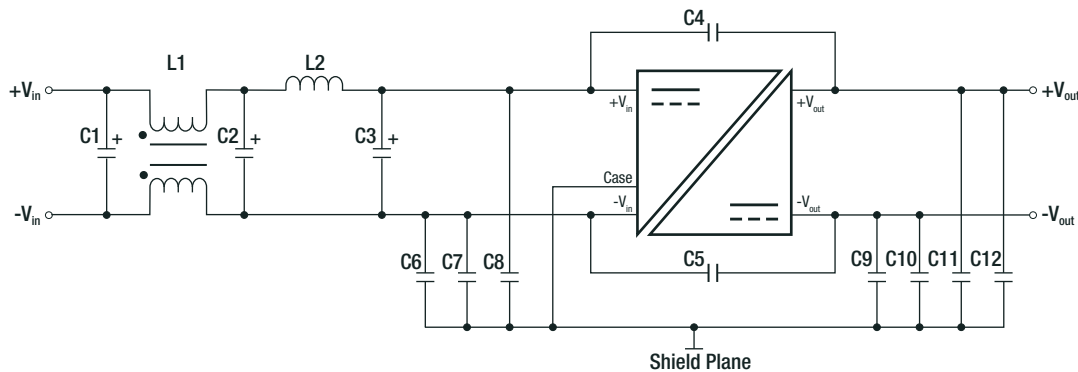 C4
L1
L2
+Vin
+Vin
+Vout
+Vout
C1 +
C2 +
C3 +
Case
-Vin
-Vin
-Vout
-Vout
C6
C7
C8
C5
C9
C10
C11
C12
Shield Plane